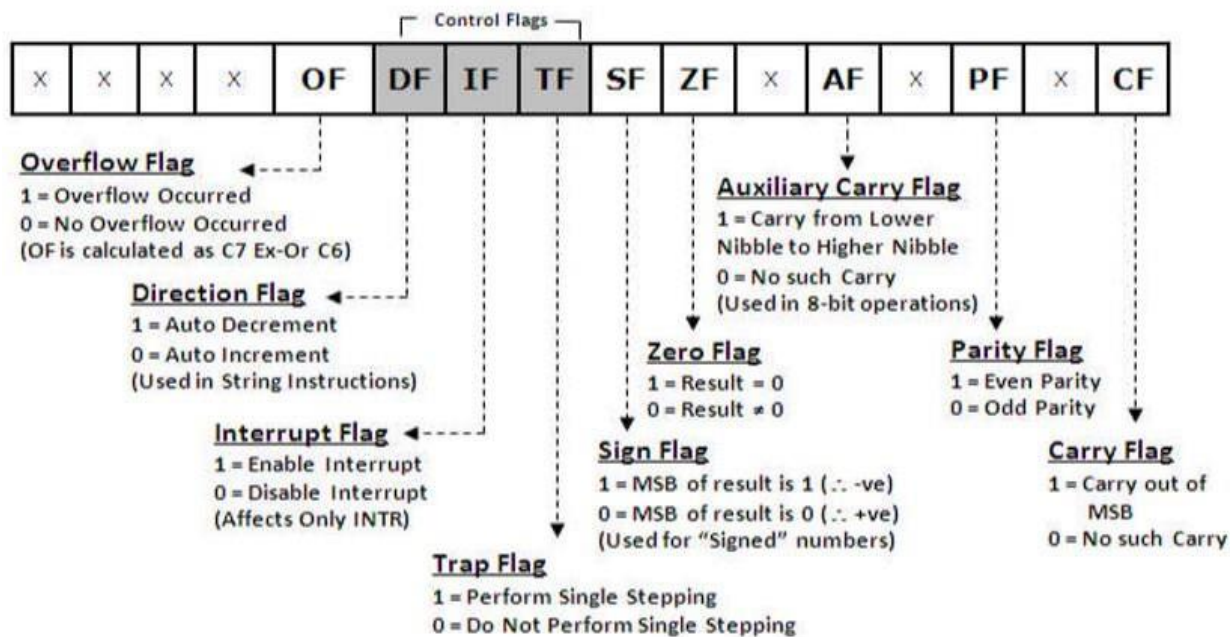 Control Flags
x x x x OF DF IF TF SF ZF x AF x PF x CF
Overflow Flag
1 = Overflow Occurred
0 = No Overflow Occurred
(OF is calculated as C7 Ex-Or C6)
Direction Flag
1 = Auto Decrement
0 = Auto Increment
(Used in String Instructions)
Interrupt Flag
1 = Enable Interrupt
0 = Disable Interrupt
(Affects Only INTR)
Trap Flag
1 = Perform Single Stepping
0 = Do Not Perform Single Stepping
Sign Flag
1 = MSB of result is 1 (∴ -ve)
0 = MSB of result is 0 (∴ +ve)
(Used for “Signed” numbers)
Zero Flag
1 = Result = 0
0 = Result ≠ 0
Auxiliary Carry Flag
1 = Carry from Lower
Nibble to Higher Nibble
0 = No such Carry
(Used in 8-bit operations)
Parity Flag
1 = Even Parity
0 = Odd Parity
Carry Flag
1 = Carry out of
MSB
0 = No such Carry